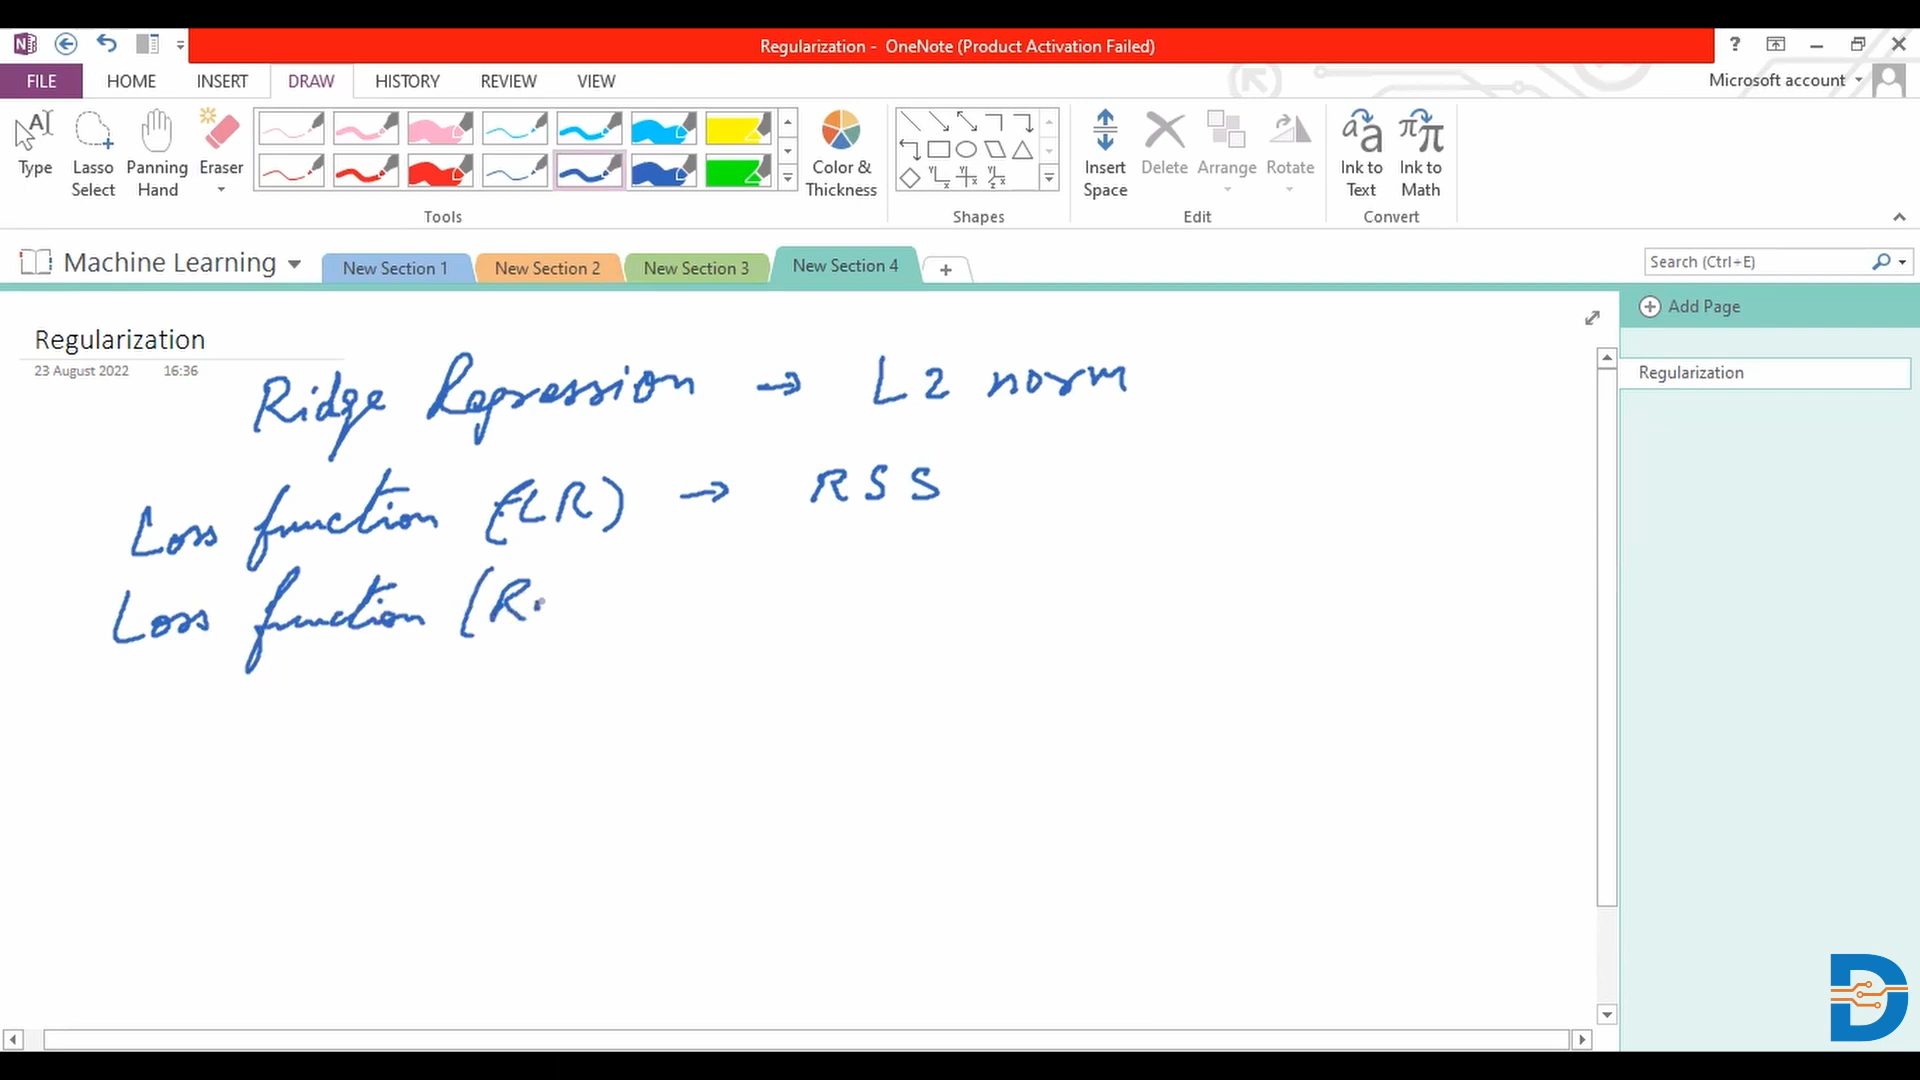 Regularization - OneNote (Product Activation Failed)
?
FILE HOME INSERT DRAW HISTORY REVIEW VIEW
Microsoft account
Type
Lasso Select
Panning Hand
Eraser
Color & Thickness
Insert Space
Delete
Arrange
Rotate
Ink to Text
Ink to Math
Tools
Shapes
Edit
Convert
Machine Learning
New Section 1
New Section 2
New Section 3
New Section 4
+
Search (Ctrl+E)
Add Page
Regularization
Regularization
23 August 2022 16:36
Ridge Regression → L2 norm
Loss function (LR) → RSS
Loss function (R